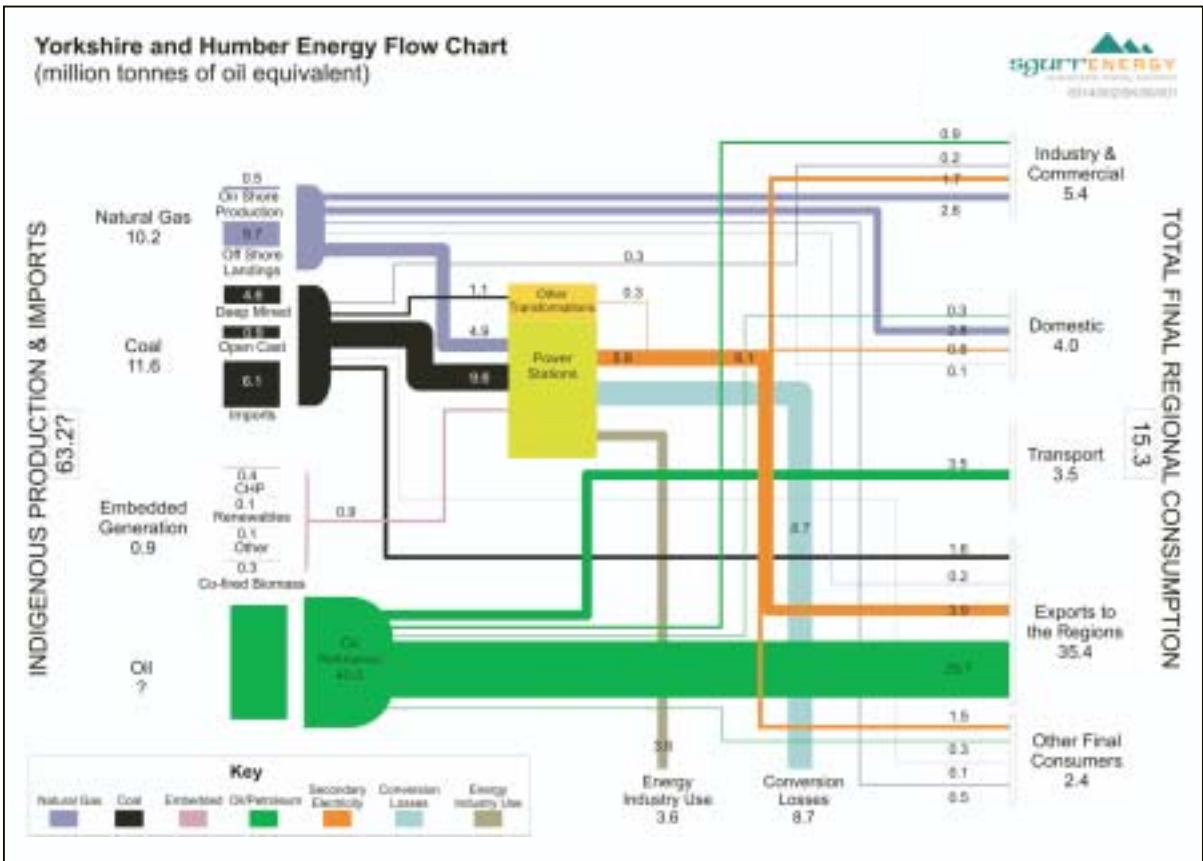 Yorkshire and Humber Energy Flow Chart
(million tonnes of oil equivalent)
sgurrENERGY
INDIGENOUS PRODUCTION & IMPORTS
63.2?
Natural Gas
10.2
0.5
On Shore
Production
9.7
Off Shore
Landings
Coal
11.6
Deep Mined
Open Cast
6.1
Imports
Embedded
Generation
0.9
0.4
CHP
0.1
Renewables
0.1
Other
0.3
Co-fired Biomass
0.9
Oil
?
Oil
Refineries
1.1
4.9
9.6
0.3
0.3
Other
Transformations
Power
Stations
5.8
6.1
8.7
Energy
Industry Use
3.6
Conversion
Losses
8.7
0.9
0.2
1.7
2.6
Industry &
Commercial
5.4
0.3
0.1
Domestic
4.0
3.5
Transport
3.5
1.6
0.2
3.9
Exports to
the Regions
35.4
1.5
0.3
0.1
0.5
Other Final
Consumers
2.4
TOTAL FINAL REGIONAL CONSUMPTION
15.3
Key
Natural Gas
Coal
Embedded
Oil/Petroleum
Secondary
Electricity
Conversion
Losses
Energy
Industry Use